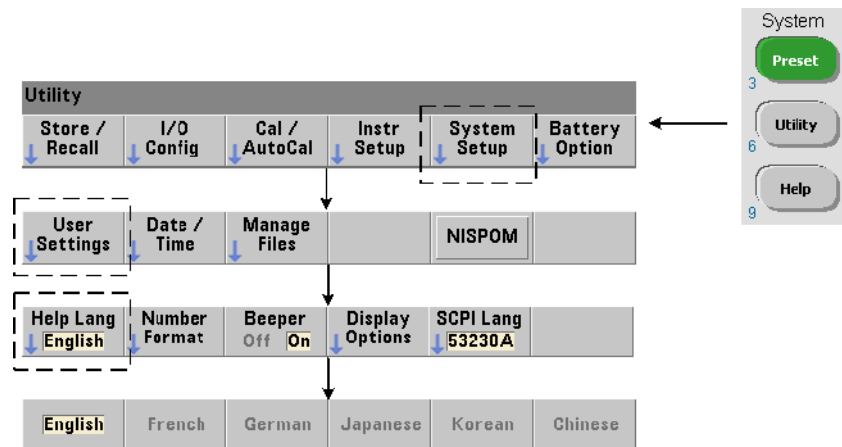 System
Preset
3
Utility
6
Help
9
Utility
Store / Recall
I/O Config
Cal / AutoCal
Instr Setup
System Setup
Battery Option
User Settings
Date / Time
Manage Files
NISPOM
Help Lang
English
Number Format
Beeper
Off On
Display Options
SCPI Lang
53230A
English
French
German
Japanese
Korean
Chinese